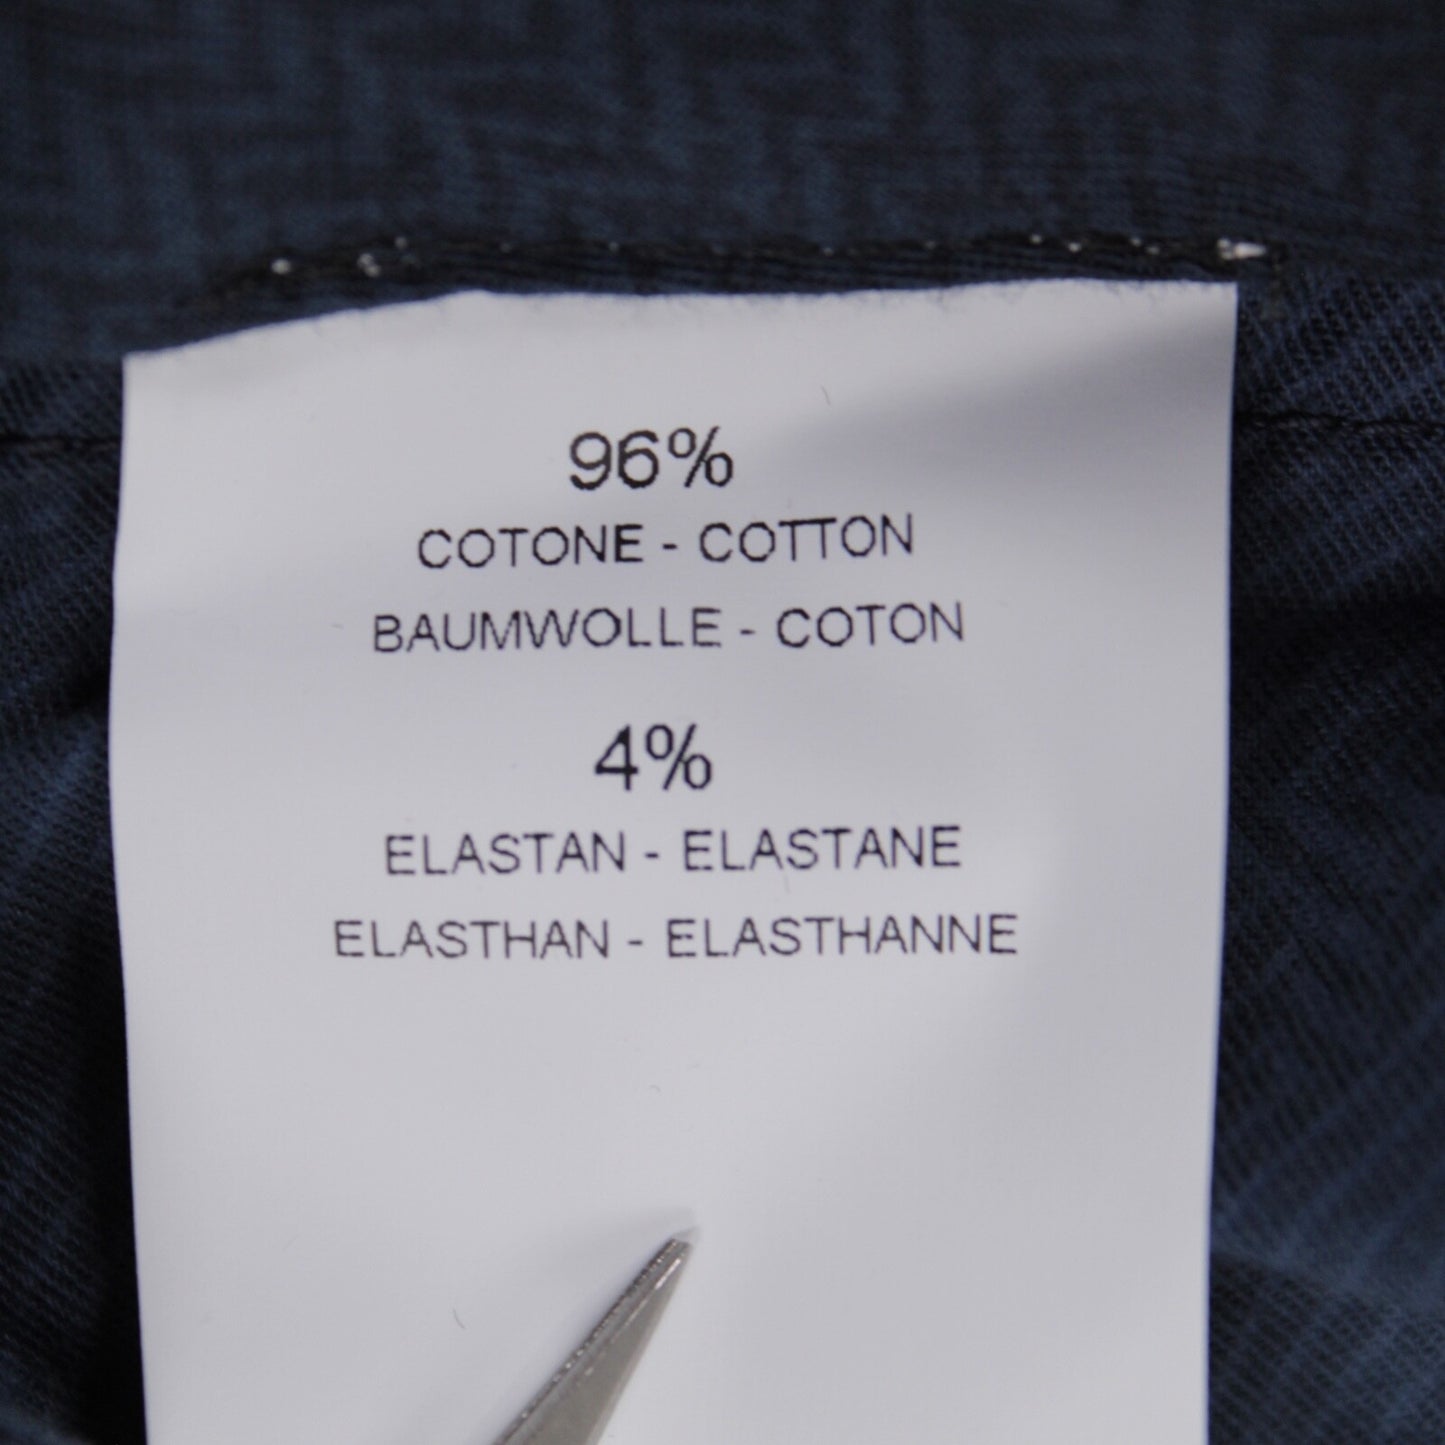 96%
COTONE - COTTON
BAUMWOLLE - COTON
4%
ELASTAN - ELASTANE
ELASTHAN - ELASTHANNE